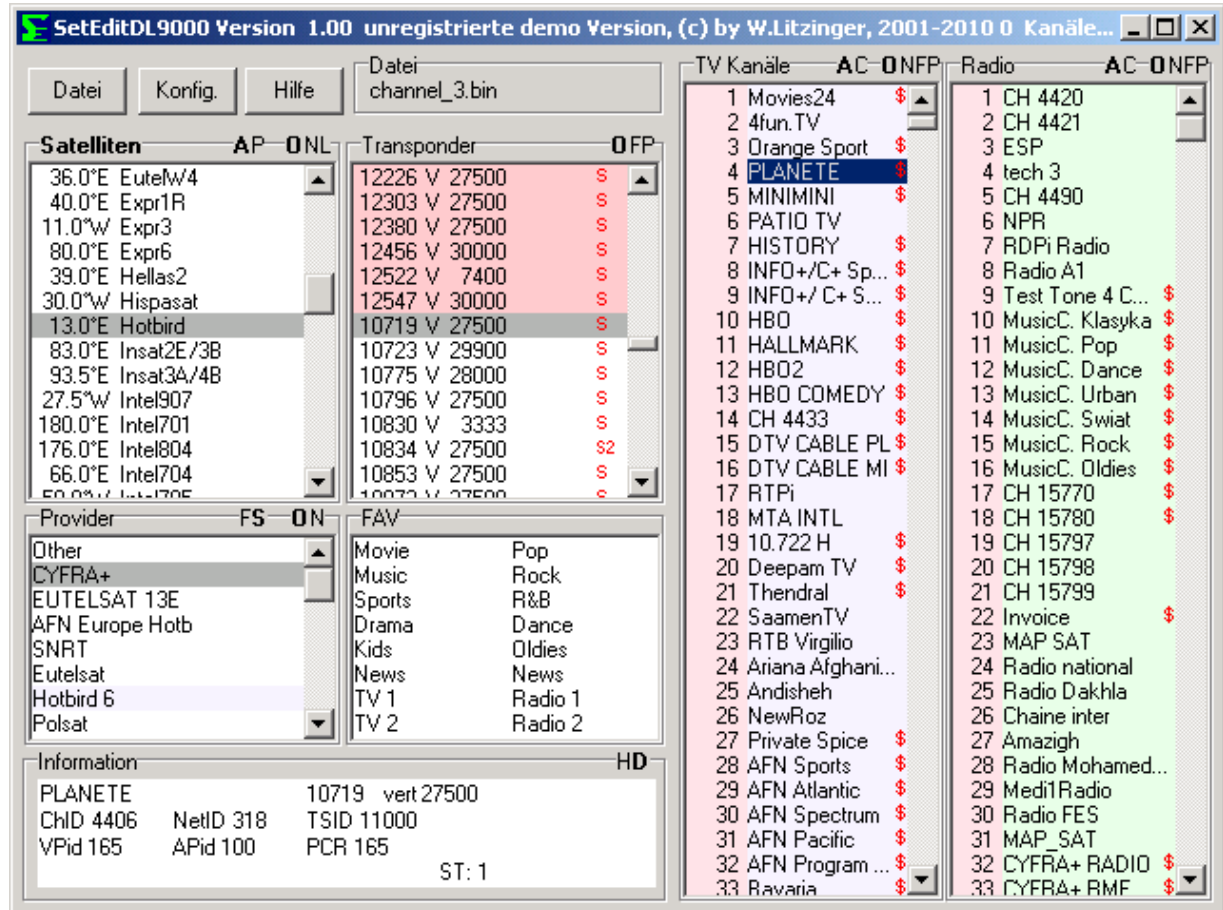 SetEditDL9000 Version 1.00 unregistrierte demo Version, (c) by W.Litzinger, 2001-2010 0 Kanäle...
Datei Konfig. Hilfe
Datei
channel_3.bin
Satelliten AP ONL
36.0°E EutelW4
40.0°E Expr1R
11.0°W Expr3
80.0°E Expr6
39.0°E Hellas2
30.0°W Hispasat
13.0°E Hotbird
83.0°E Insat2E/3B
93.5°E Insat3A/4B
27.5°W Intel907
180.0°E Intel701
176.0°E Intel804
66.0°E Intel704
Transponder OFP
12226 V 27500 S
12303 V 27500 S
12380 V 27500 S
12456 V 30000 S
12522 V 7400 S
12547 V 30000 S
10719 V 27500 S
10723 V 29900 S
10775 V 28000 S
10796 V 27500 S
10830 V 3333 S
10834 V 27500 S2
10853 V 27500 S
Provider FS ON
Other
CYFRA+
EUTELSAT 13E
AFN Europe Hotb
SNRT
Eutelsat
Hotbird 6
Polsat
FAV
Movie Pop
Music Rock
Sports R&B
Drama Dance
Kids Oldies
News News
TV 1 Radio 1
TV 2 Radio 2
Information HD
PLANETE 10719 vert 27500
ChID 4406 NetID 318 TSID 11000
VPid 165 APid 100 PCR 165
ST: 1
TV Kanäle AC ONFP
1 Movies24 $
2 4fun.TV
3 Orange Sport $
4 PLANETE $
5 MINIMINI $
6 PATIO TV
7 HISTORY $
8 INFO+/C+ Sp... $
9 INFO+/ C+ S... $
10 HBO $
11 HALLMARK $
12 HBO2 $
13 HBO COMEDY $
14 CH 4433 $
15 DTV CABLE PL $
16 DTV CABLE MI $
17 RTPi
18 MTA INTL
19 10.722 H $
20 Deepam TV $
21 Thendral $
22 SaamenTV
23 RTB Virgilio
24 Ariana Afghani...
25 Andisheh
26 NewRoz
27 Private Spice $
28 AFN Sports $
29 AFN Atlantic $
30 AFN Spectrum $
31 AFN Pacific $
32 AFN Program ... $
33 Bavaria $
Radio AC ONFP
1 CH 4420
2 CH 4421
3 ESP
4 tech 3
5 CH 4490
6 NPR
7 RDPi Radio
8 Radio A1
9 Test Tone 4 C... $
10 MusicC. Klasyka $
11 MusicC. Pop $
12 MusicC. Dance $
13 MusicC. Urban $
14 MusicC. Swiat $
15 MusicC. Rock $
16 MusicC. Oldies $
17 CH 15770 $
18 CH 15780 $
19 CH 15797
20 CH 15798
21 CH 15799
22 Invoice $
23 MAP SAT
24 Radio national
25 Radio Dakhla
26 Chaine inter
27 Amazigh
28 Radio Mohamed...
29 Medi1Radio
30 Radio FES
31 MAP_SAT
32 CYFRA+ RADIO $
33 CYFRA+ RMF $